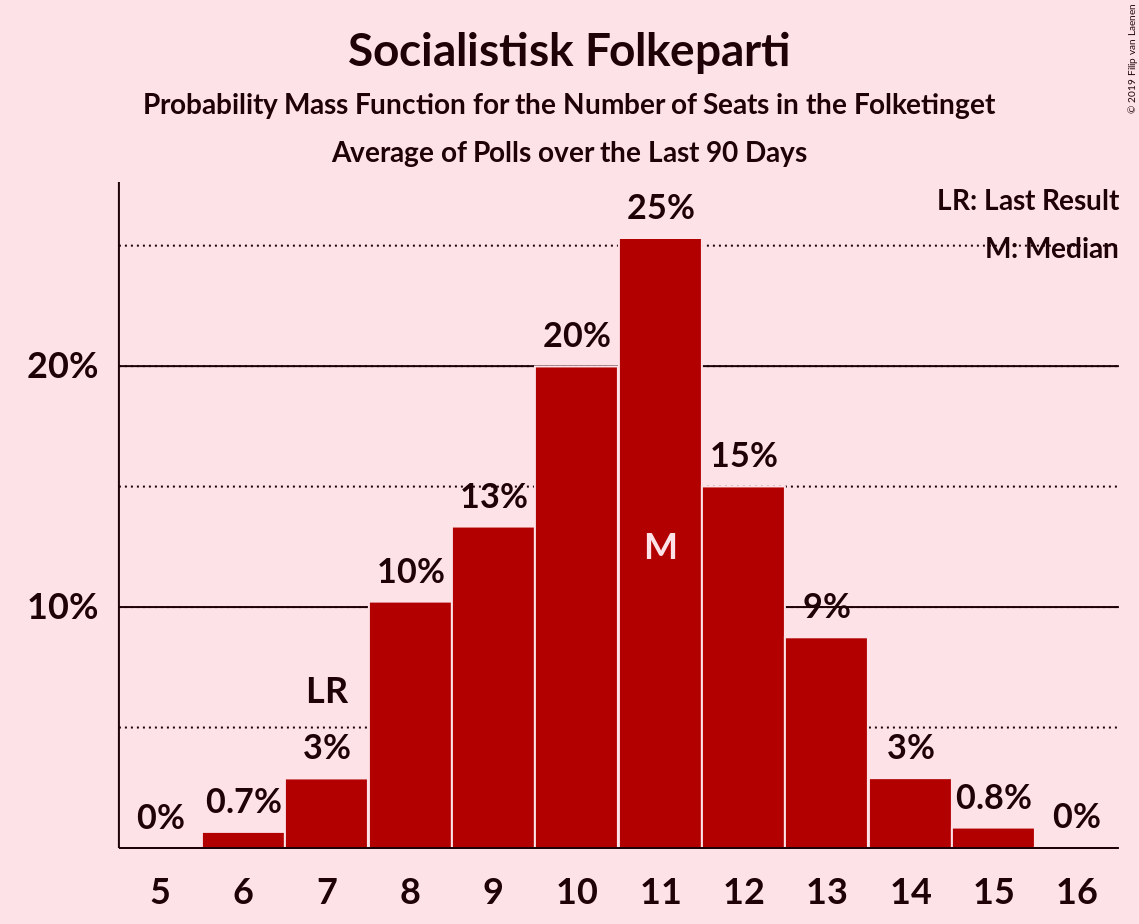 Socialistisk Folkeparti
Probability Mass Function for the Number of Seats in the Folketinget
Average of Polls over the Last 90 Days
© 2019 Filip van Laenen
LR: Last Result
M: Median
25%
20%
20%
15%
13%
M
10%
10%
9%
LR
3%
3%
0%
0.7%
0.8%
0%
5 6 7 8 9 10 11 12 13 14 15 16